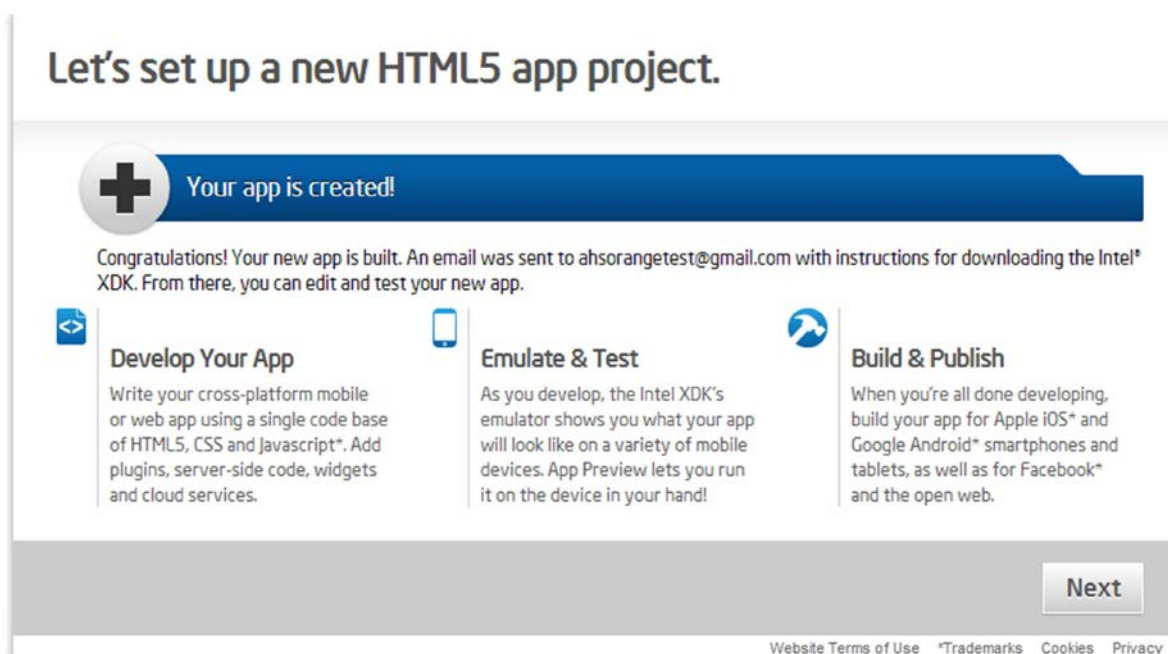 Let's set up a new HTML5 app project.
Your app is created!
Congratulations! Your new app is built. An email was sent to ahsorangetest@gmail.com with instructions for downloading the Intel®
XDK. From there, you can edit and test your new app.
Develop Your App
Write your cross-platform mobile
or web app using a single code base
of HTML5, CSS and Javascript*. Add
plugins, server-side code, widgets
and cloud services.
Emulate & Test
As you develop, the Intel XDK's
emulator shows you what your app
will look like on a variety of mobile
devices. App Preview lets you run
it on the device in your hand!
Build & Publish
When you're all done developing,
build your app for Apple iOS* and
Google Android* smartphones and
tablets, as well as for Facebook*
and the open web.
Next
Website Terms of Use *Trademarks Cookies Privacy